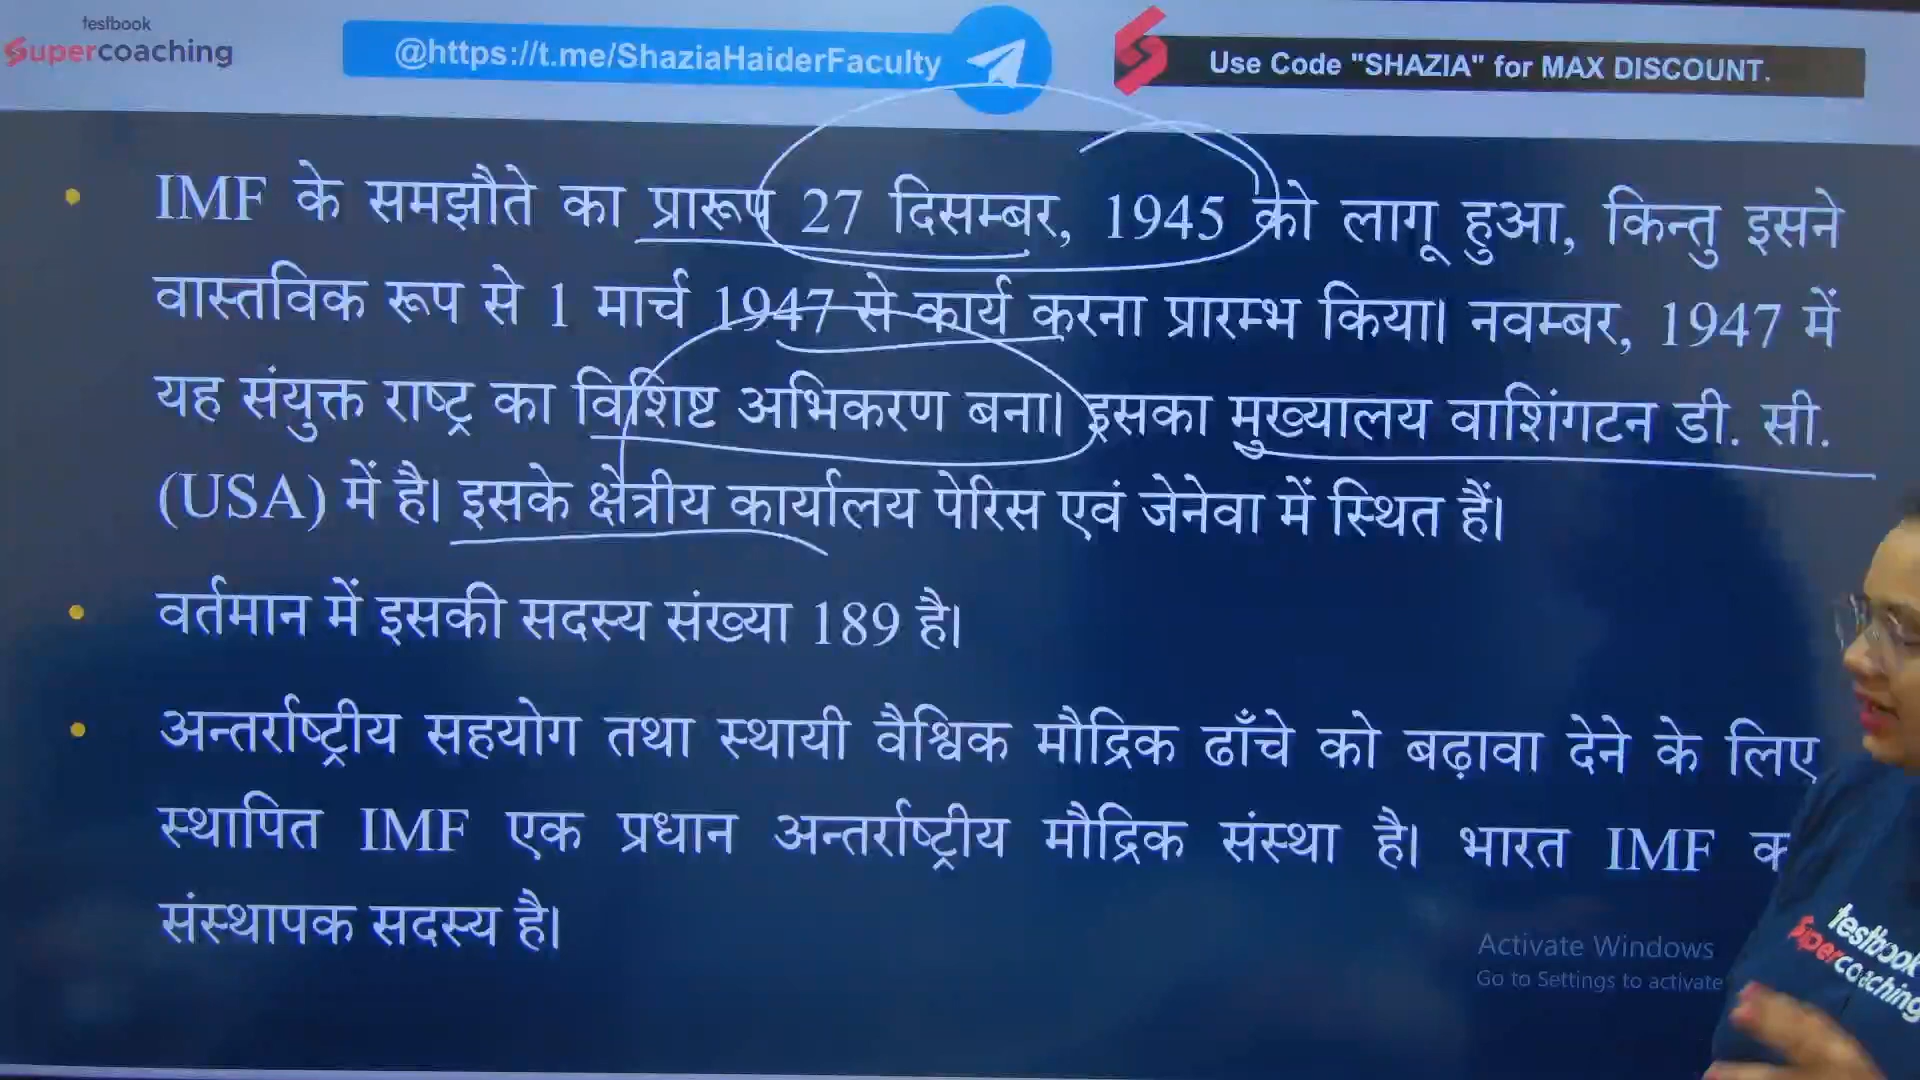 testbook
Supercoaching
@https://t.me/ShaziaHaiderFaculty
Use Code "SHAZIA" for MAX DISCOUNT.
• IMF के समझौते का प्रारूप 27 दिसम्बर, 1945 को लागू हुआ, किन्तु इसने
वास्तविक रूप से 1 मार्च 1947 से कार्य करना प्रारम्भ किया। नवम्बर, 1947 में
यह संयुक्त राष्ट्र का विशिष्ट अभिकरण बना। इसका मुख्यालय वाशिंगटन डी. सी.
(USA) में है। इसके क्षेत्रीय कार्यालय पेरिस एवं जेनेवा में स्थित हैं।
• वर्तमान में इसकी सदस्य संख्या 189 है।
• अन्तर्राष्ट्रीय सहयोग तथा स्थायी वैश्विक मौद्रिक ढाँचे को बढ़ावा देने के लिए
स्थापित IMF एक प्रधान अन्तर्राष्ट्रीय मौद्रिक संस्था है। भारत IMF
संस्थापक सदस्य है।
Activate Windows
Go to Settings to activate
testbook
Supercoaching